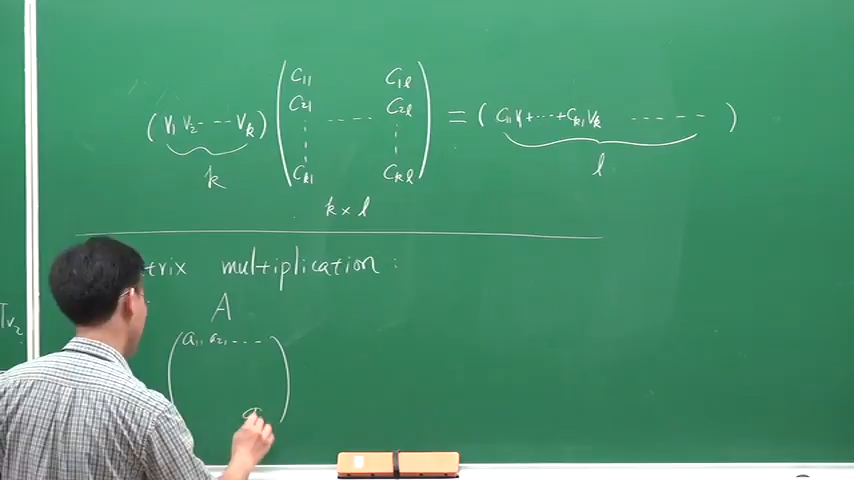 (v₁ v₂ --- v_k) ( c₁₁ c₁ℓ
c₂₁ ---- c₂ℓ
c_k₁ c_kℓ ) = ( c₁₁v₁+···+c_k₁v_k ---- -- )
k
ℓ
k × ℓ
trix multiplication :
A
Tv₂
( a₁₁ a₂₁ --- )
a